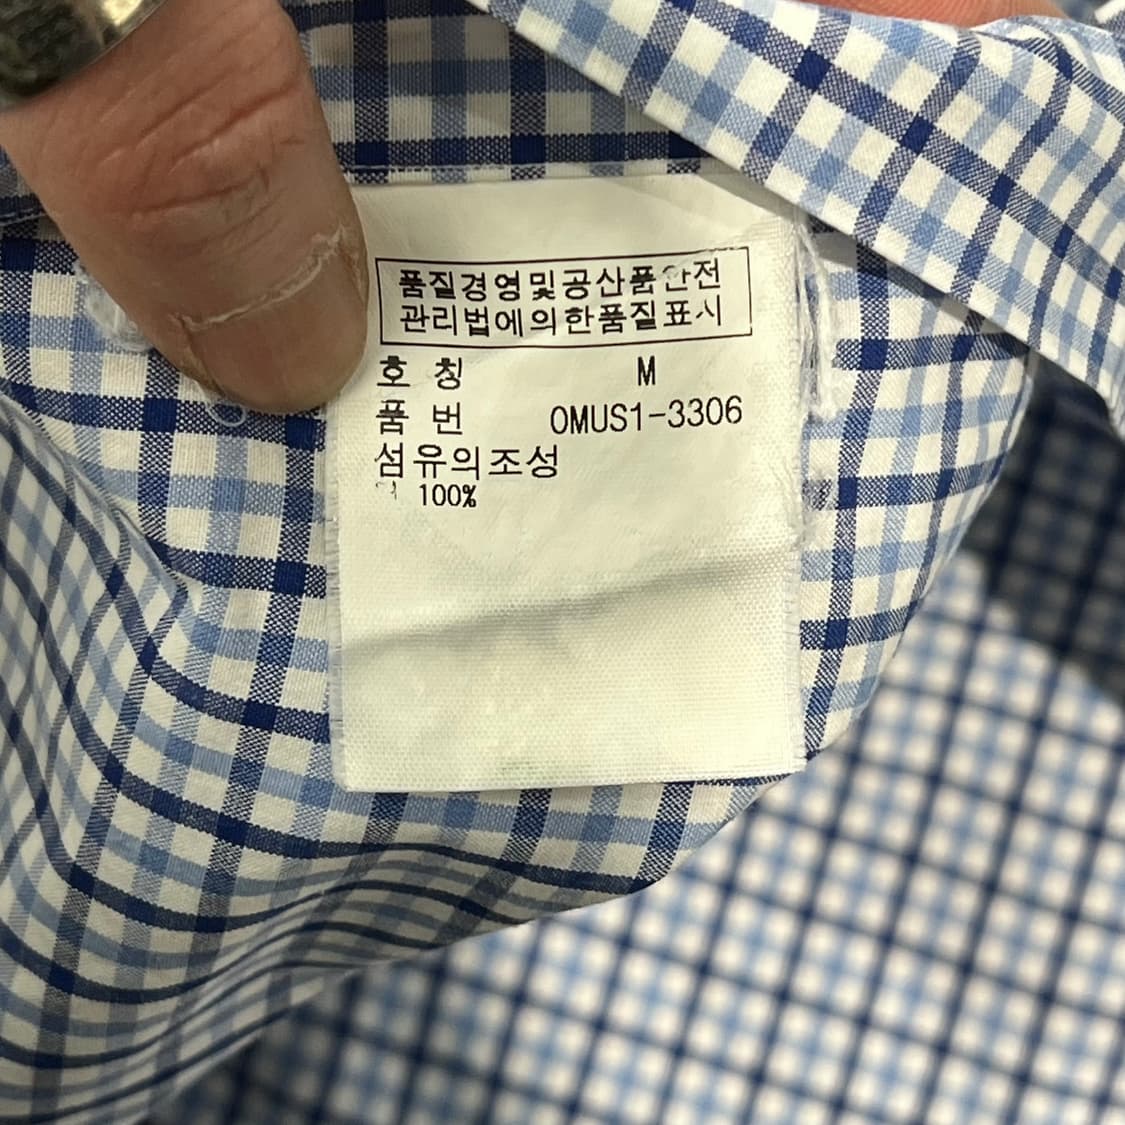 품질경영및공산품안전
관리법에의한품질표시
호 칭 M
품 번 OMUS1-3306
섬유의조성
100%